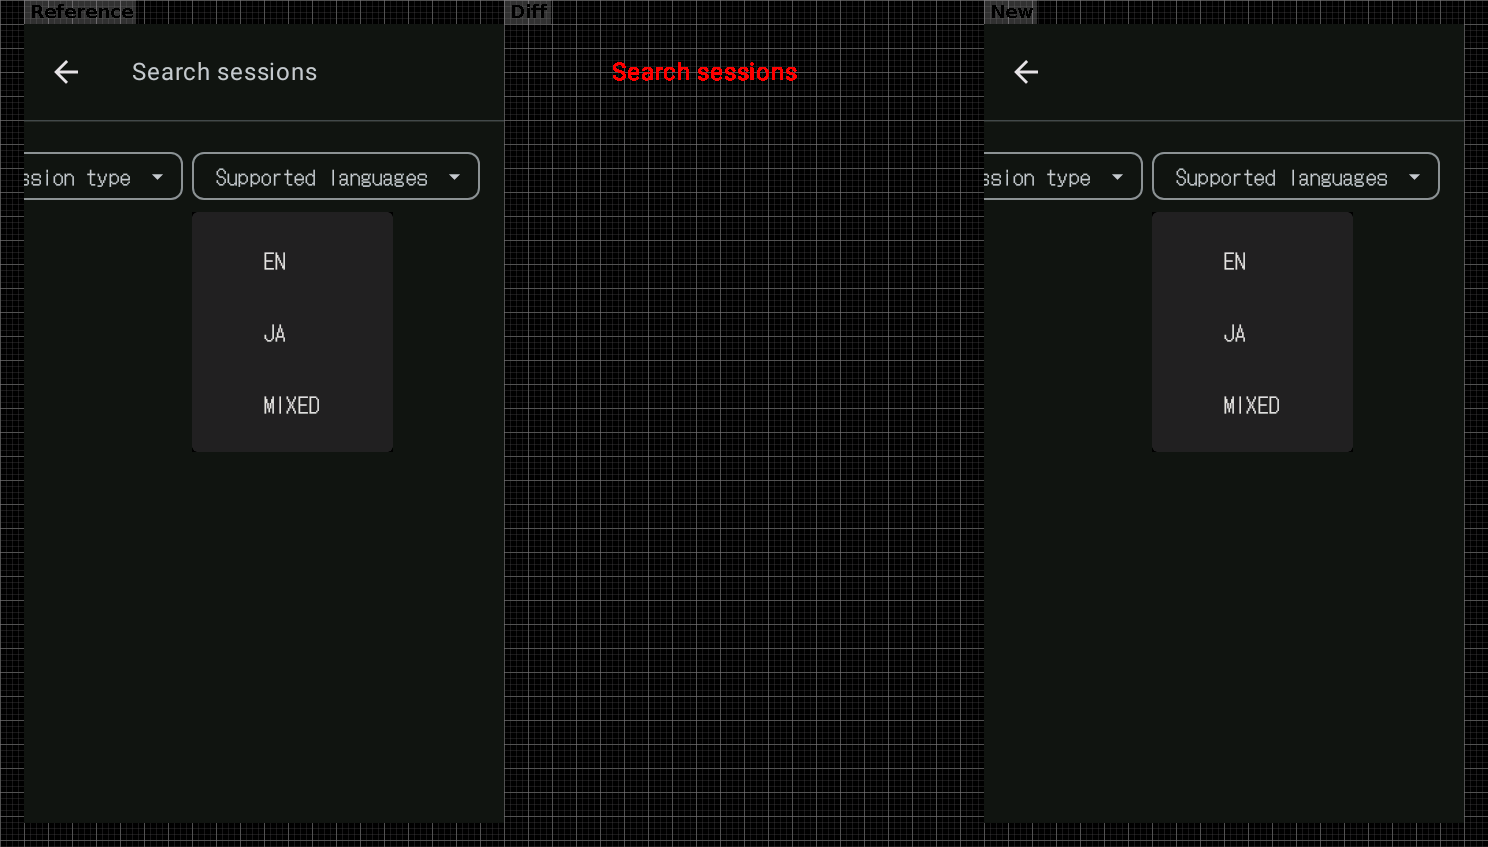 Reference
Diff
New
Search sessions
Search sessions
ssion type
Supported languages
ssion type
Supported languages
EN
JA
MIXED
EN
JA
MIXED